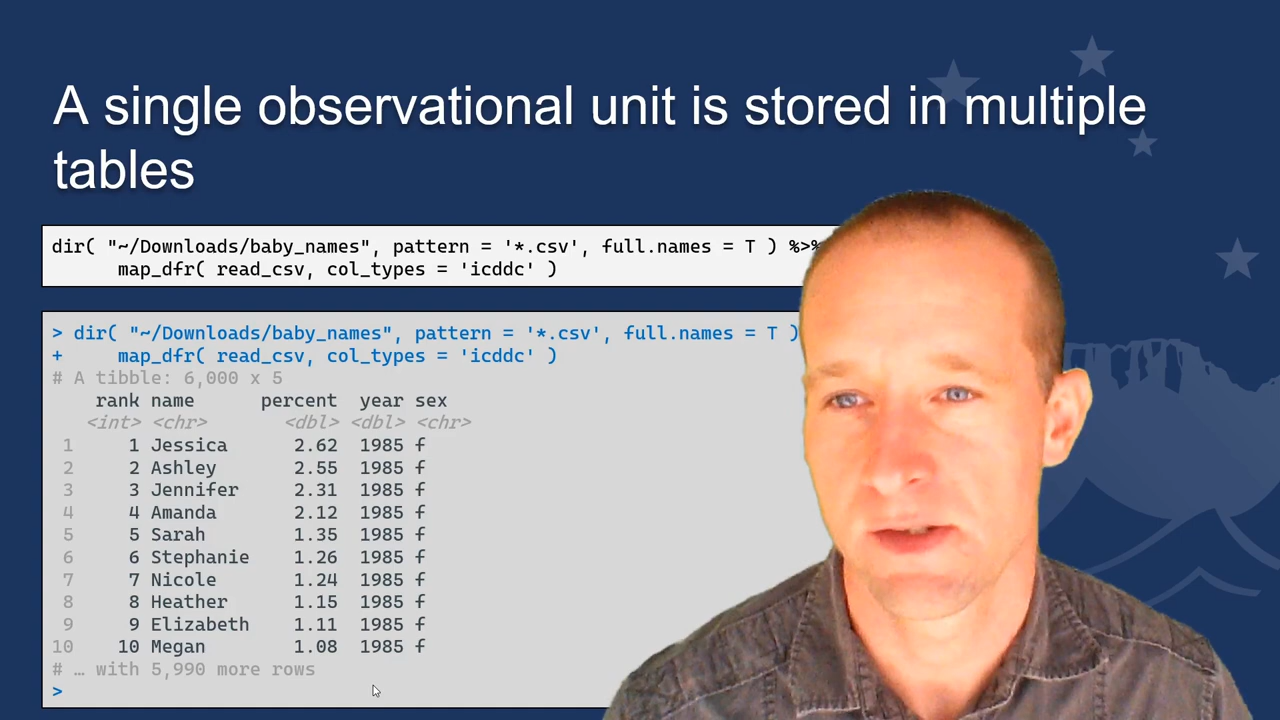 A single observational unit is stored in multiple
tables
dir( "~/Downloads/baby_names", pattern = '*.csv', full.names = T ) %>%
map_dfr( read_csv, col_types = 'icddc' )
> dir( "~/Downloads/baby_names", pattern = '*.csv', full.names = T )
+ map_dfr( read_csv, col_types = 'icddc' )
# A tibble: 6,000 x 5
rank name percent year sex
<int> <chr> <dbl> <dbl> <chr>
1 1 Jessica 2.62 1985 f
2 2 Ashley 2.55 1985 f
3 3 Jennifer 2.31 1985 f
4 4 Amanda 2.12 1985 f
5 5 Sarah 1.35 1985 f
6 6 Stephanie 1.26 1985 f
7 7 Nicole 1.24 1985 f
8 8 Heather 1.15 1985 f
9 9 Elizabeth 1.11 1985 f
10 10 Megan 1.08 1985 f
# … with 5,990 more rows
>